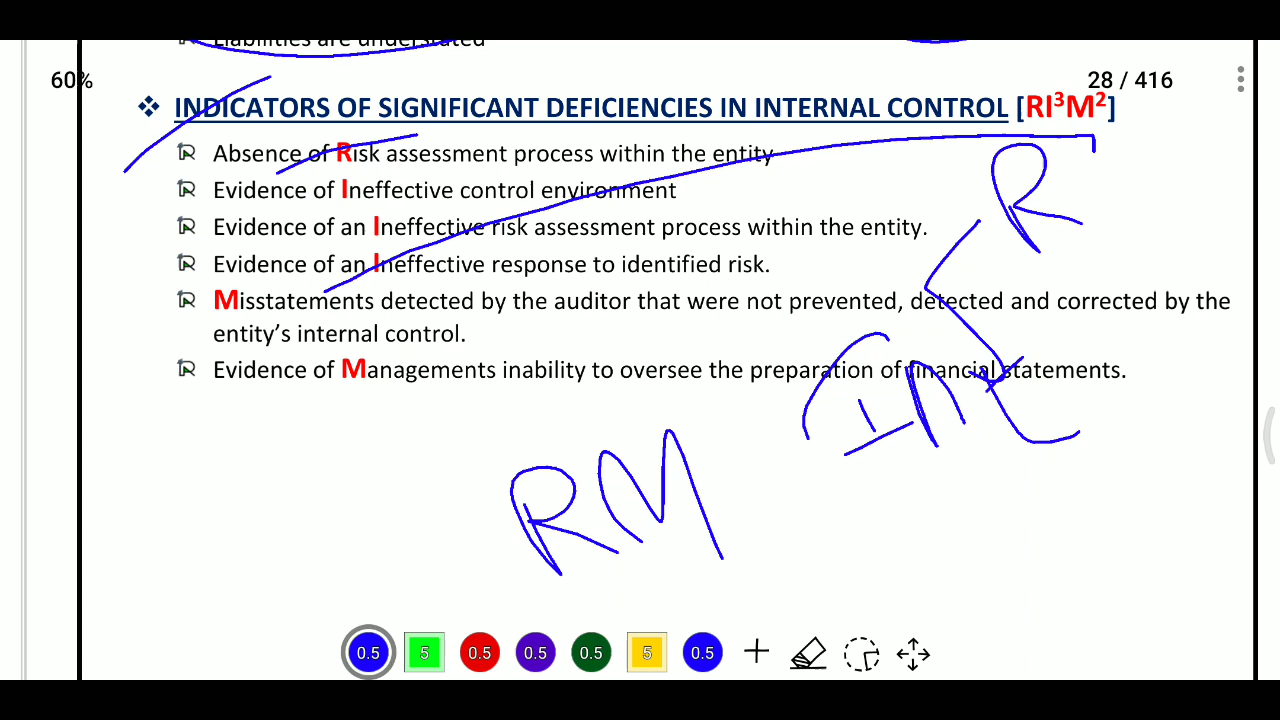 Liabilities are understated
60%
28 / 416
❖ INDICATORS OF SIGNIFICANT DEFICIENCIES IN INTERNAL CONTROL [RI³M²]
Absence of Risk assessment process within the entity
Evidence of Ineffective control environment
Evidence of an Ineffective risk assessment process within the entity.
Evidence of an Ineffective response to identified risk.
Misstatements detected by the auditor that were not prevented, detected and corrected by the
entity's internal control.
Evidence of Managements inability to oversee the preparation of financial statements.
R
Int
RM
0.5 5 0.5 0.5 0.5 5 0.5